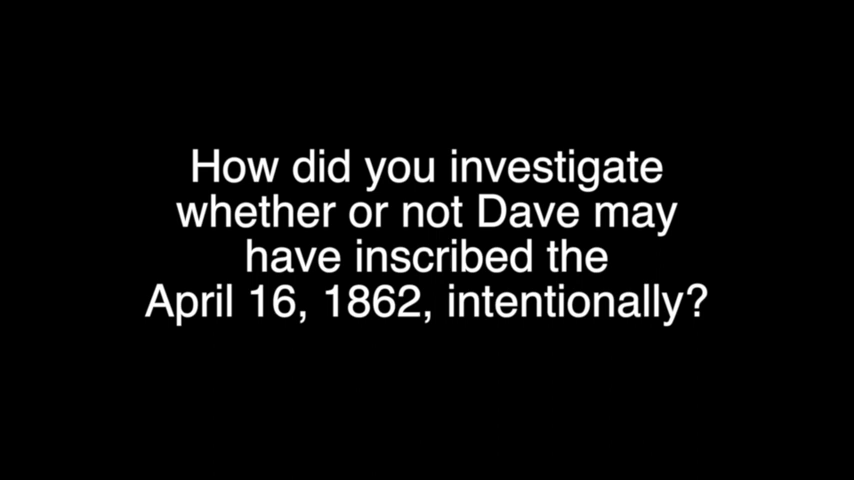 How did you investigate
whether or not Dave may
have inscribed the
April 16, 1862, intentionally?